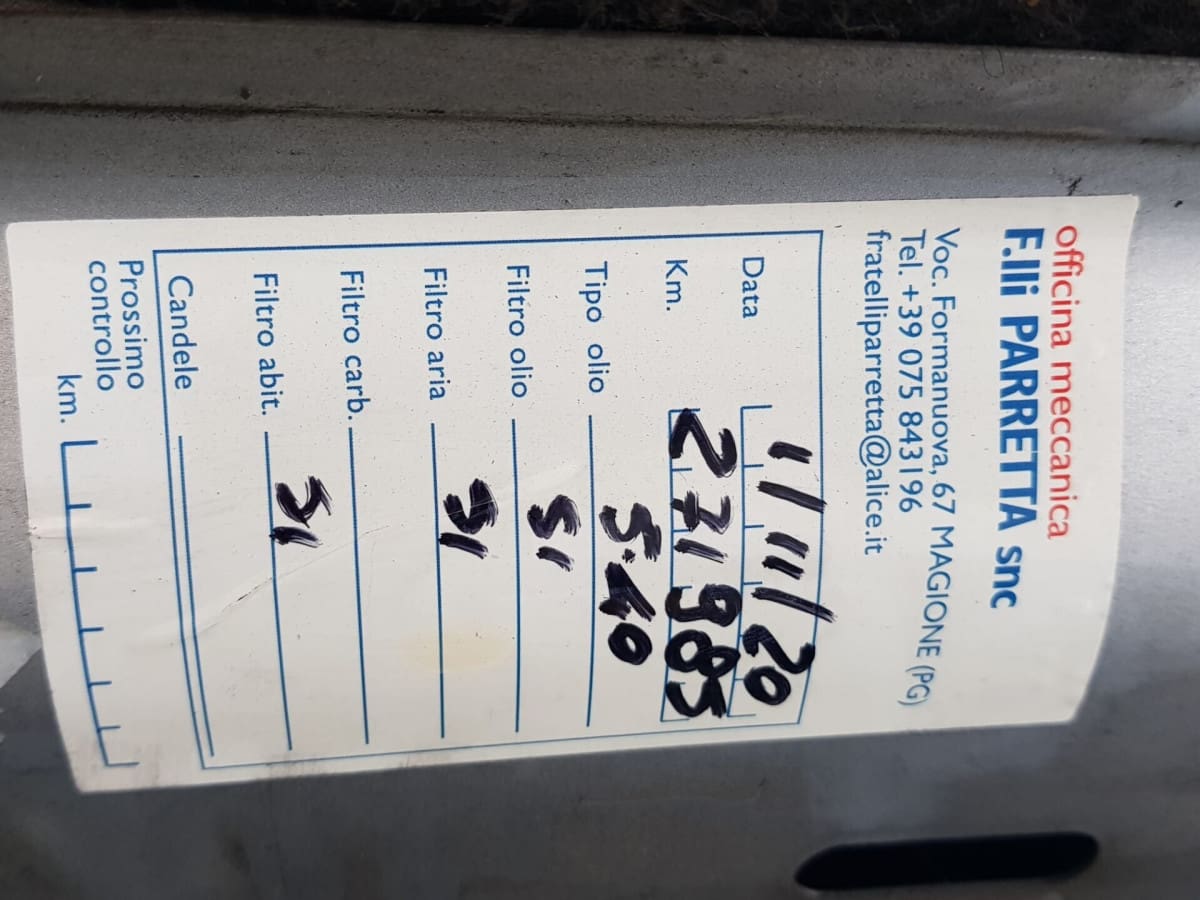 officina meccanica
F.lli PARRETTA snc
Voc. Formanuova, 67 MAGIONE (PG)
Tel. +39 075 843196
fratelliparretta@alice.it
Data 1/11/20
Km. 271985
Tipo olio 5.40
Filtro olio SI
Filtro aria SI
Filtro carb.
Filtro abit. SI
Candele
Prossimo
controllo
km.